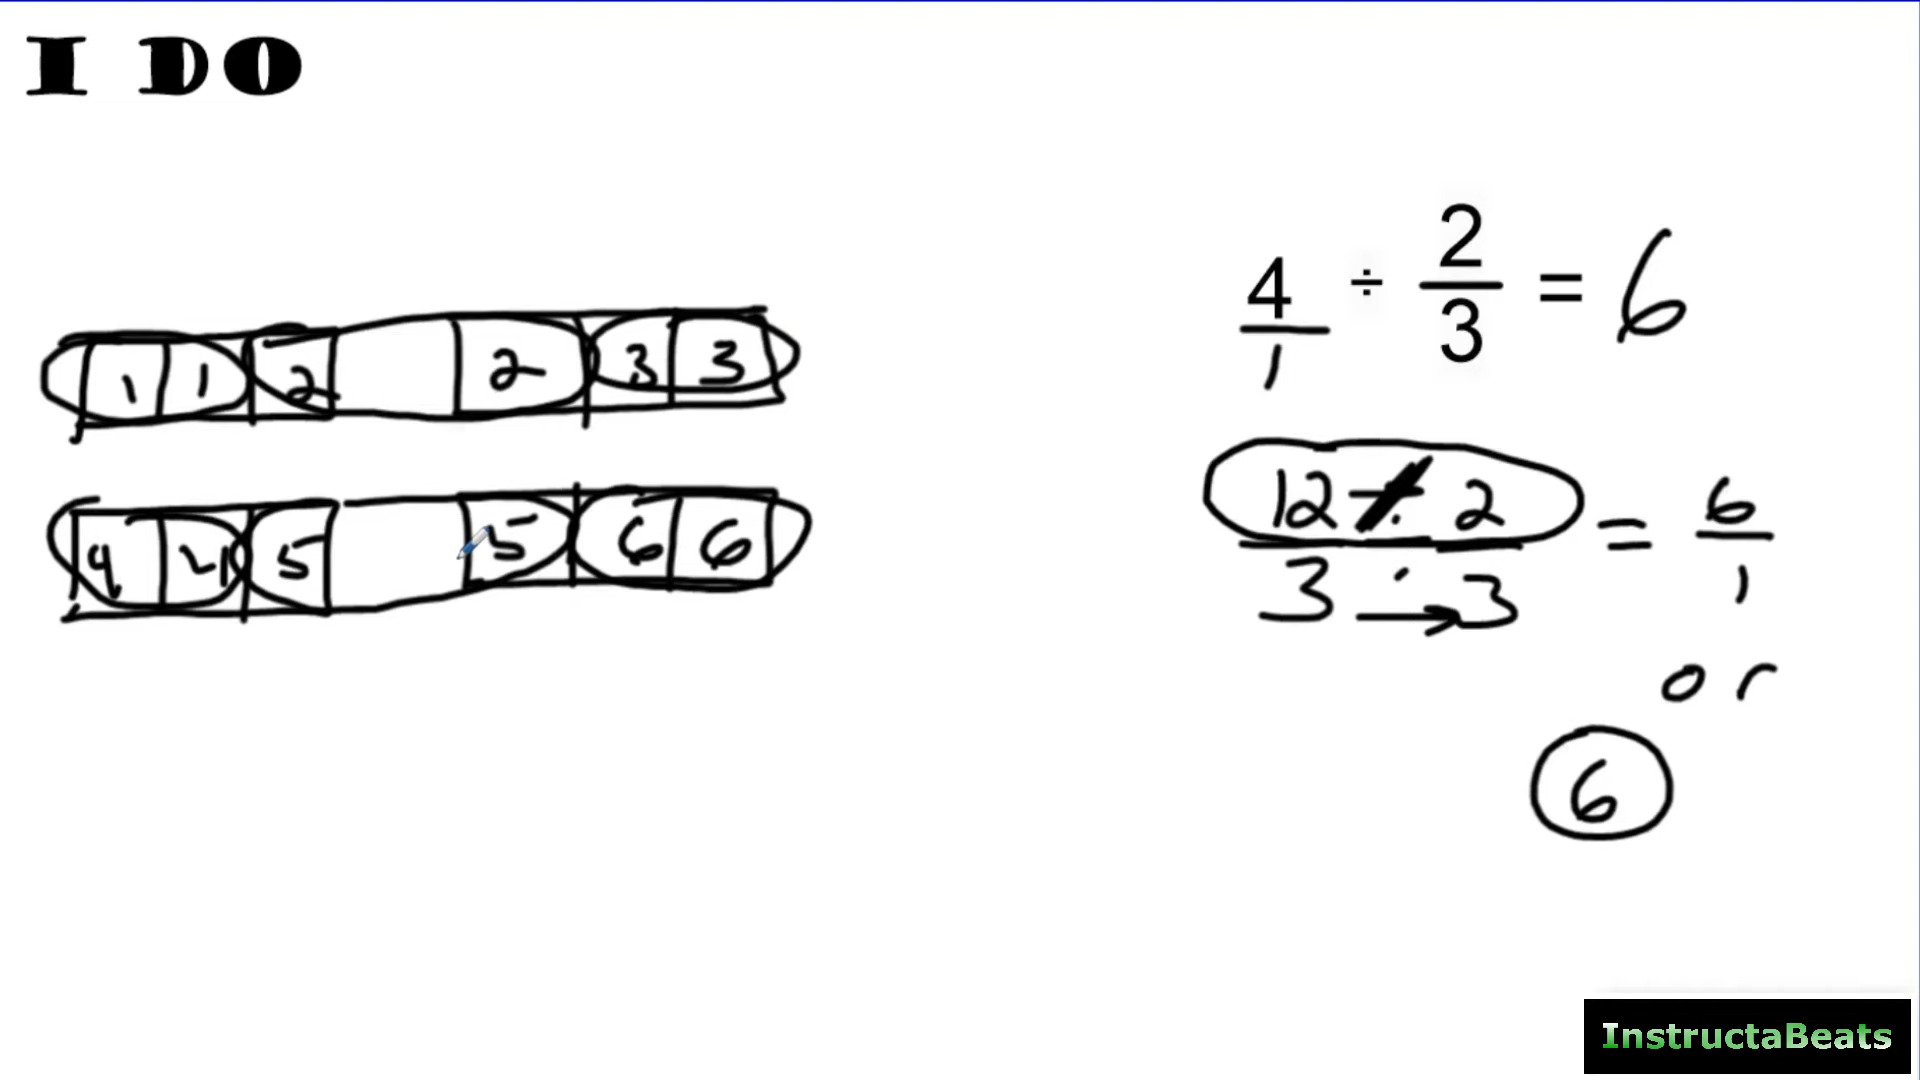 I DO
1 1 2 2 3 3
4 4 5 5 6 6
4/1 ÷ 2/3 = 6
12 ÷ 2 = 6
3 ÷ 3 1
or
6
InstructaBeats